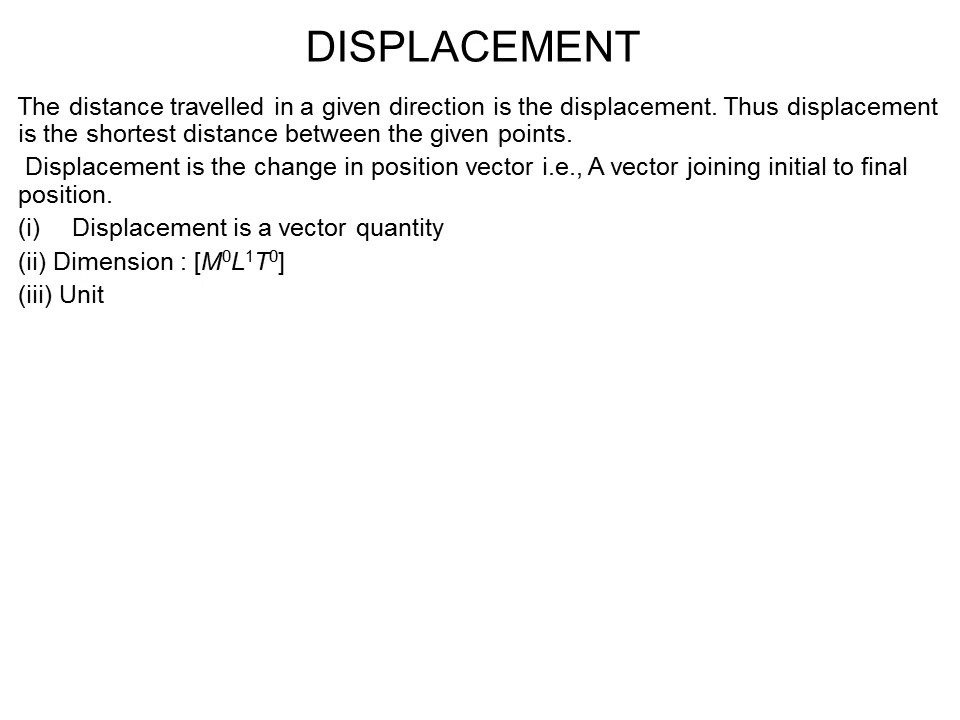 DISPLACEMENT
The distance travelled in a given direction is the displacement. Thus displacement
is the shortest distance between the given points.
Displacement is the change in position vector i.e., A vector joining initial to final
position.
(i) Displacement is a vector quantity
(ii) Dimension : [M⁰L¹T⁰]
(iii) Unit